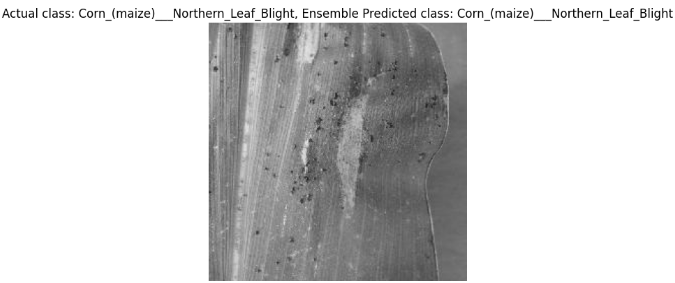 Actual class: Corn_(maize)___Northern_Leaf_Blight, Ensemble Predicted class: Corn_(maize)___Northern_Leaf_Blight